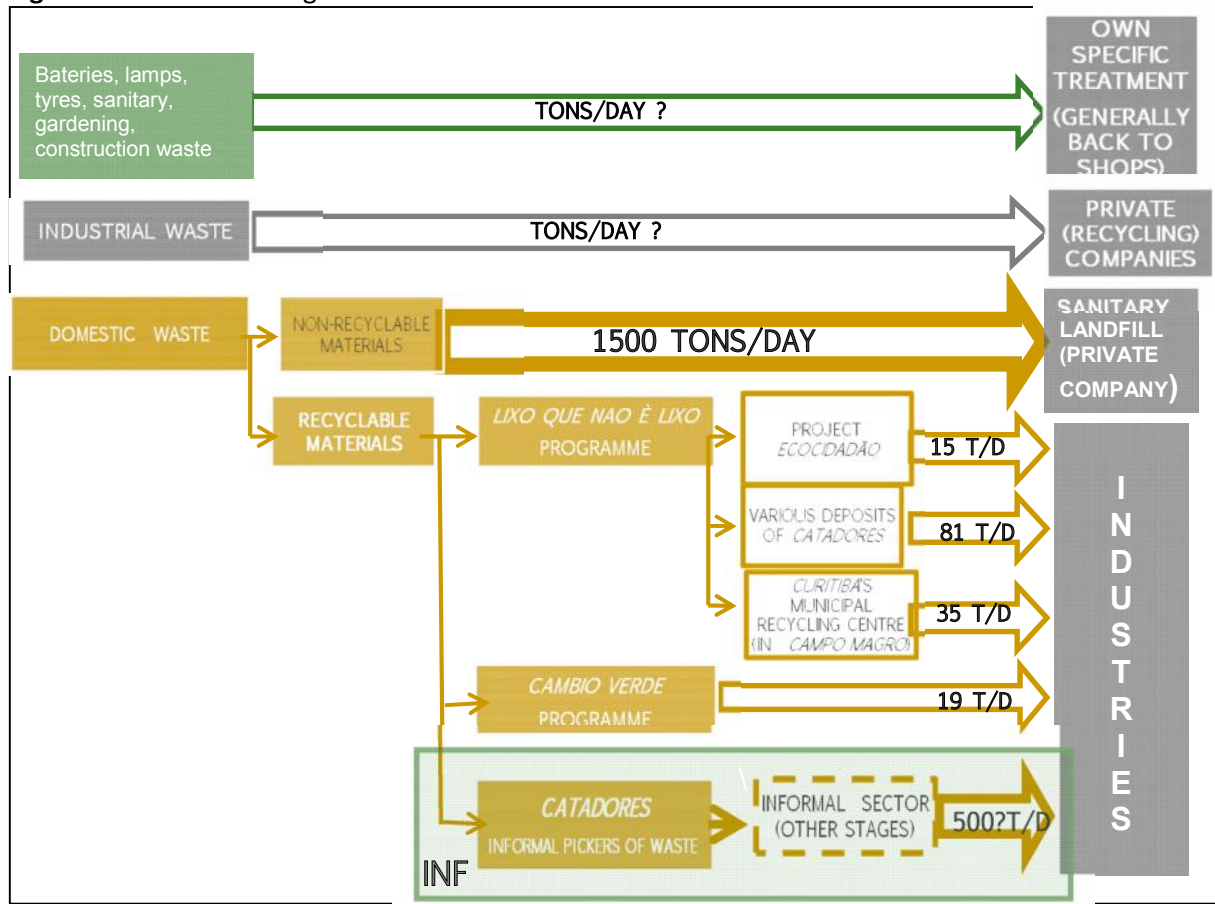 Bateries, lamps,
tyres, sanitary,
gardening,
construction waste
TONS/DAY ?
OWN
SPECIFIC
TREATMENT
(GENERALLY
BACK TO
SHOPS)
INDUSTRIAL WASTE
TONS/DAY ?
PRIVATE
(RECYCLING)
COMPANIES
DOMESTIC WASTE
NON-RECYCLABLE
MATERIALS
1500 TONS/DAY
SANITARY
LANDFILL
(PRIVATE
COMPANY)
RECYCLABLE
MATERIALS
LIXO QUE NAO È LIXO
PROGRAMME
PROJECT
ECOCIDADÃO
15 T/D
VARIOUS DEPOSITS
OF CATADORES
81 T/D
CURITIBA'S
MUNICIPAL
RECYCLING CENTRE
(IN CAMPO MAGRO)
35 T/D
CAMBIO VERDE
PROGRAMME
19 T/D
CATADORES
INFORMAL PICKERS OF WASTE
INFORMAL SECTOR
(OTHER STAGES)
500?T/D
INF
I
N
D
U
S
T
R
I
E
S